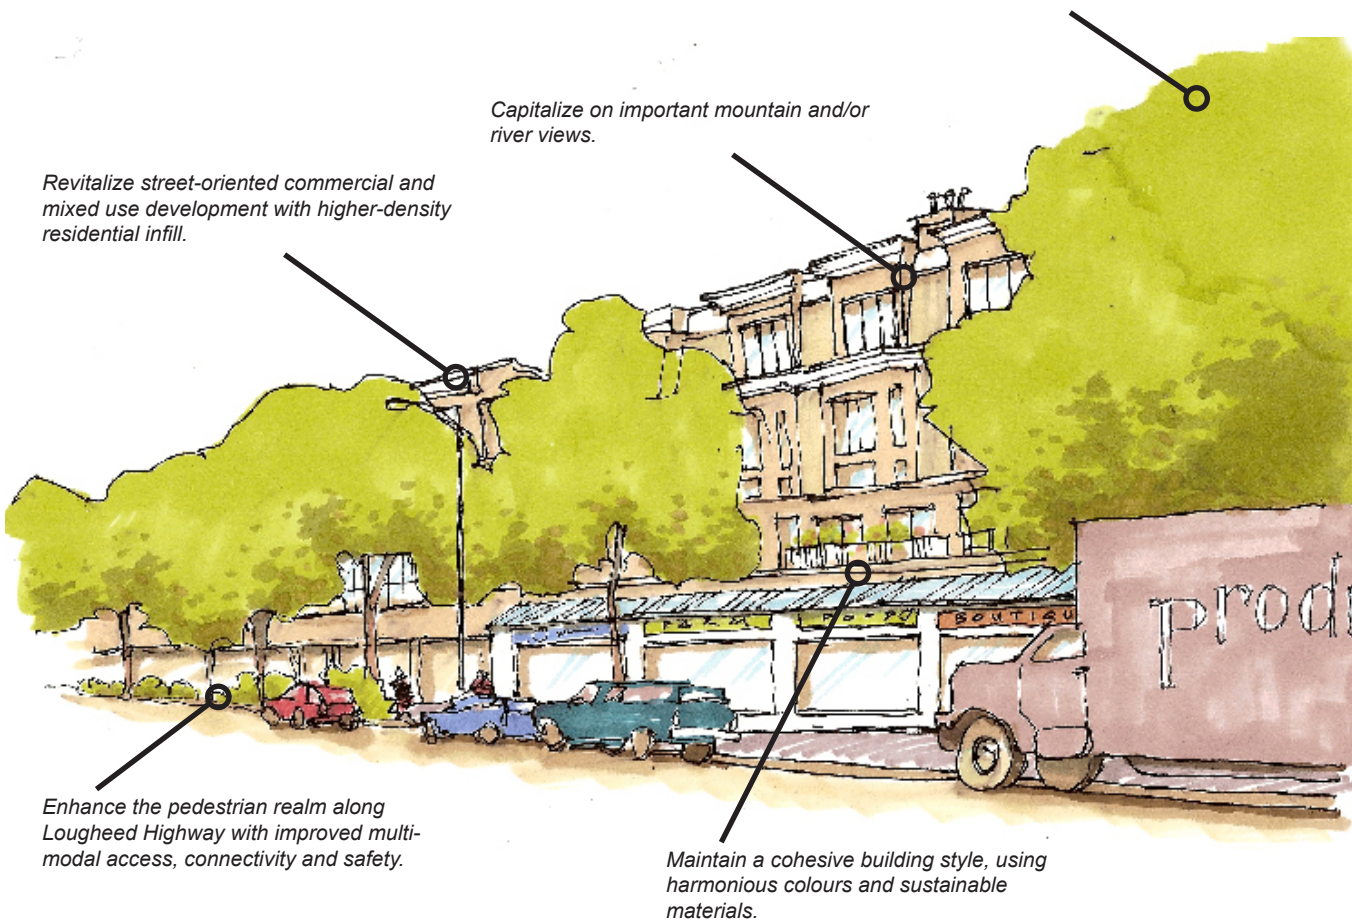 Capitalize on important mountain and/or
river views.
Revitalize street-oriented commercial and
mixed use development with higher-density
residential infill.
BOUTIQU
produ
Enhance the pedestrian realm along
Lougheed Highway with improved multi-
modal access, connectivity and safety.
Maintain a cohesive building style, using
harmonious colours and sustainable
materials.